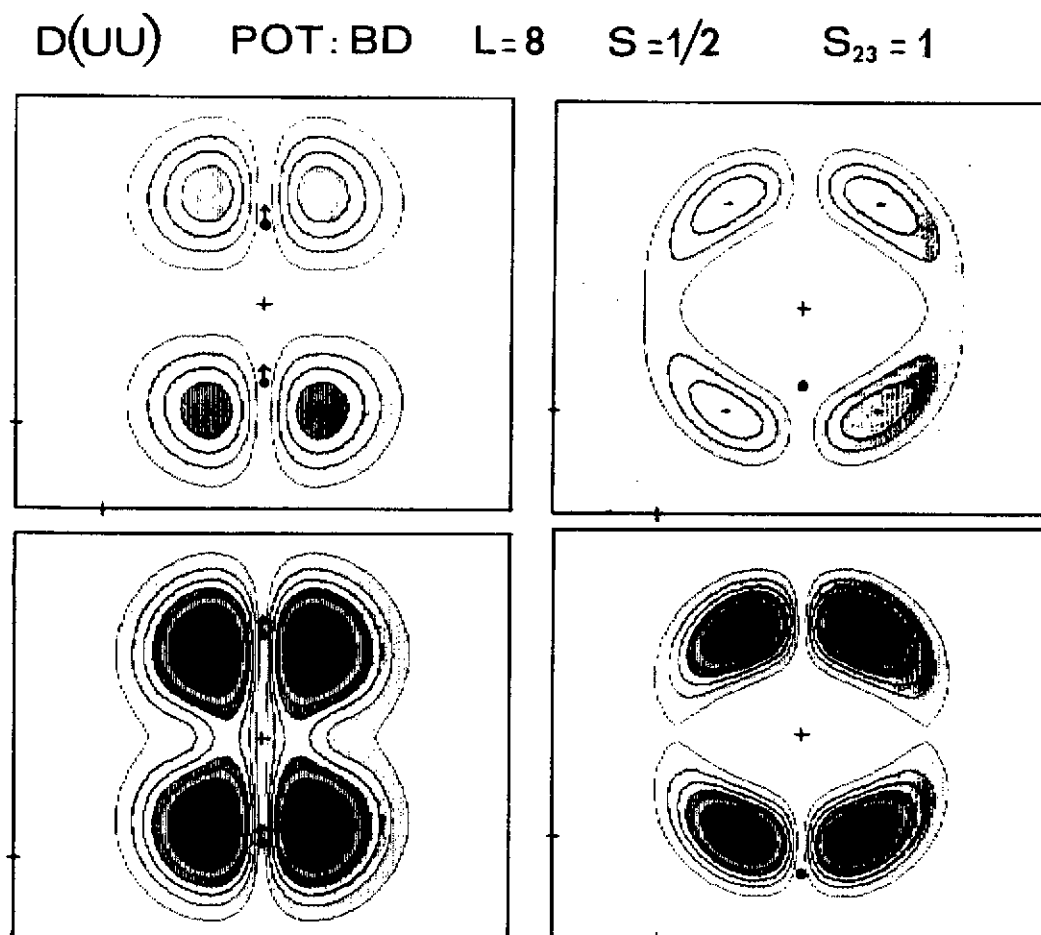 D(UU) POT: BD L=8 S=1/2 S₂₃ = 1